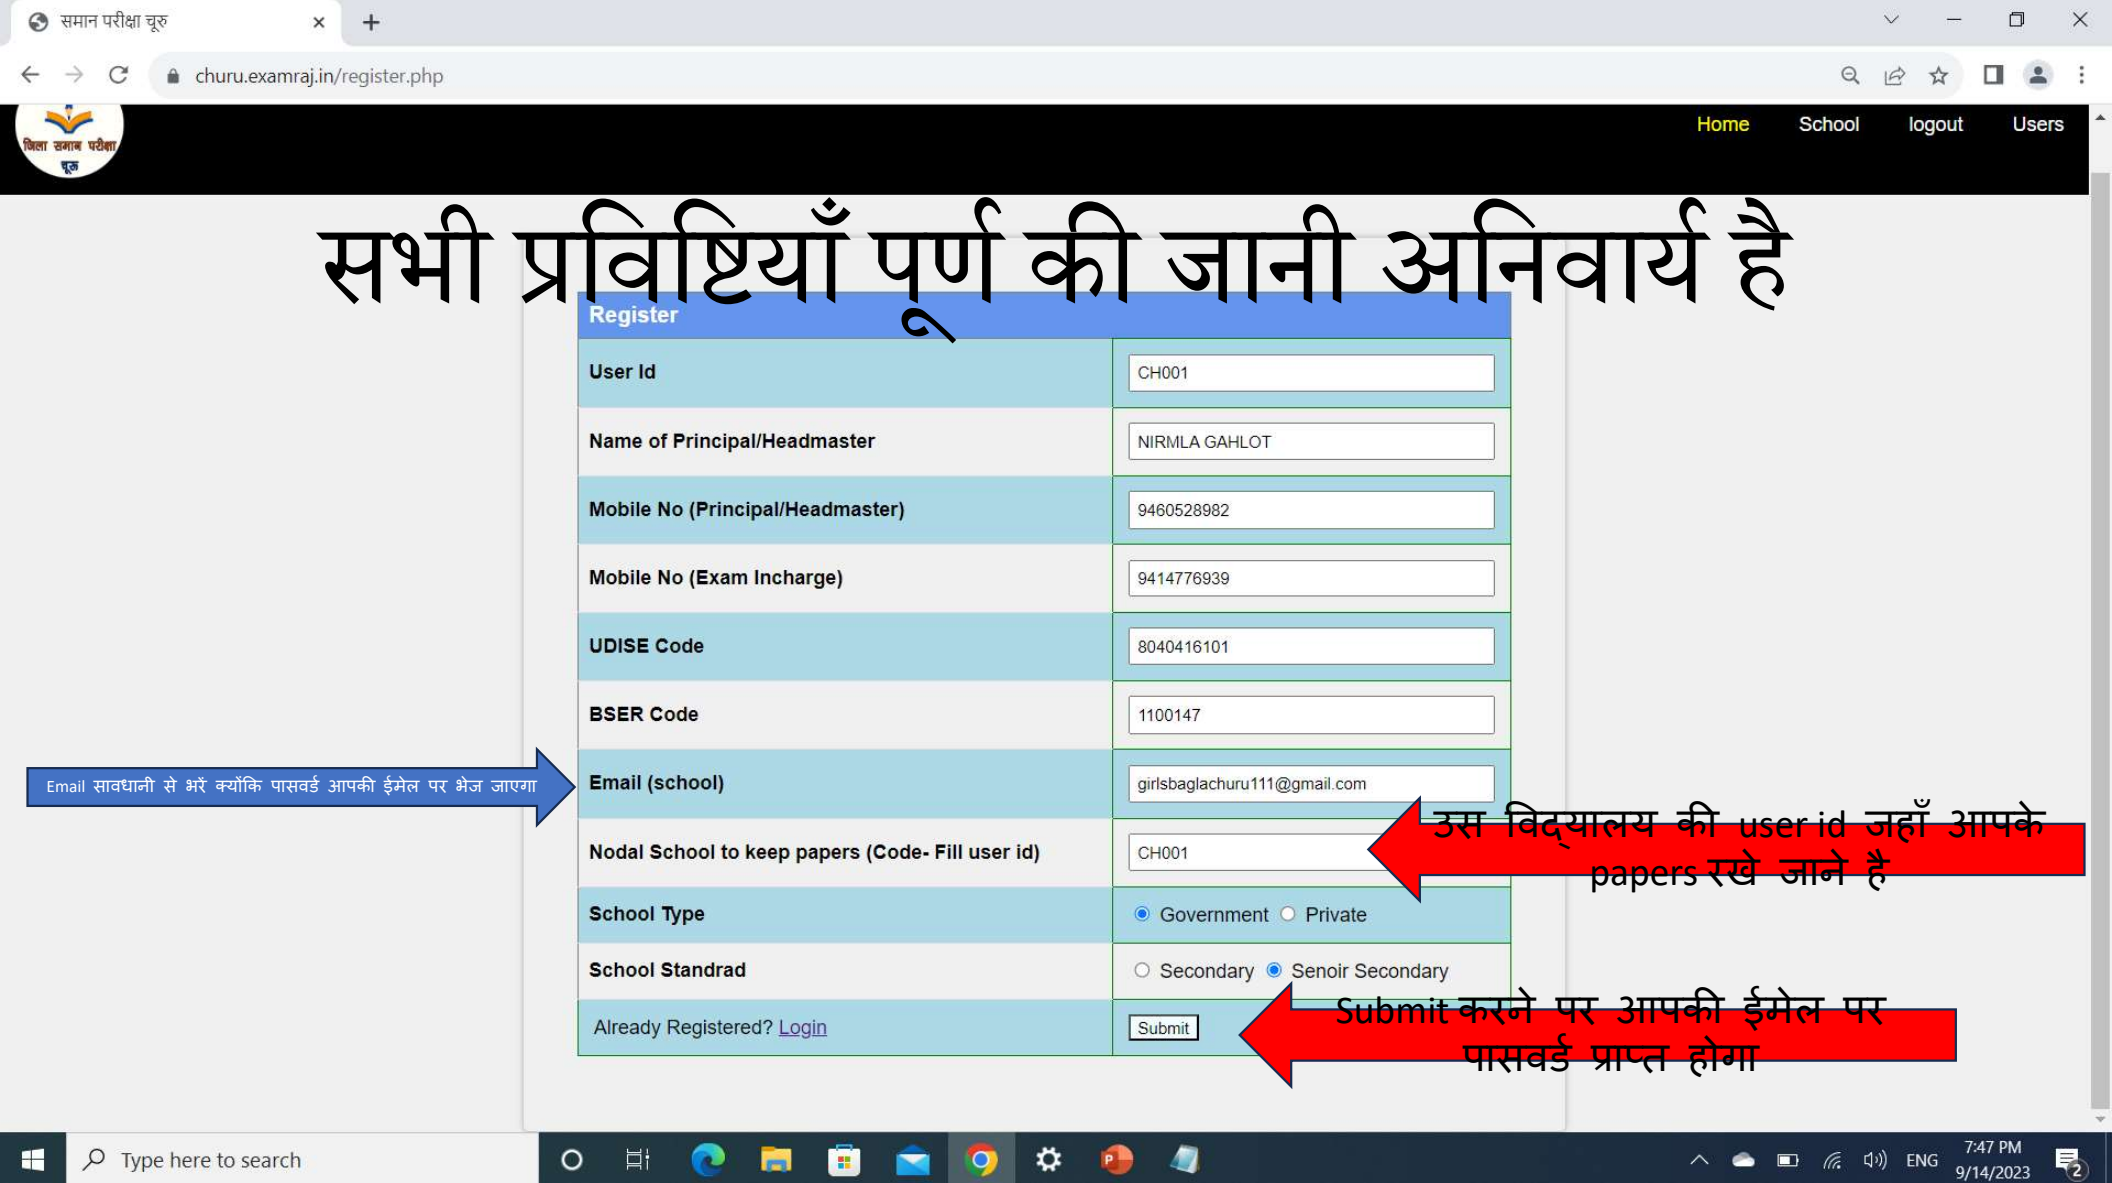 समान परीक्षा चूरु
churu.examraj.in/register.php
जिला समान परीक्षा
चूरू
Home School logout Users
सभी प्रविष्टियाँ पूर्ण की जानी अनिवार्य है
Register
User Id CH001
Name of Principal/Headmaster NIRMLA GAHLOT
Mobile No (Principal/Headmaster) 9460528982
Mobile No (Exam Incharge) 9414776939
UDISE Code 8040416101
BSER Code 1100147
Email सावधानी से भरें क्योंकि पासवर्ड आपकी ईमेल पर भेज जाएगा
Email (school) girlsbaglachuru111@gmail.com
Nodal School to keep papers (Code- Fill user id) CH001
उस विद्यालय की user id जहाँ आपके
papers रखे जाने है
School Type Government Private
School Standrad Secondary Senoir Secondary
Already Registered? Login Submit
Submit करने पर आपकी ईमेल पर
पासवर्ड प्राप्त होगा
Type here to search
ENG
7:47 PM
9/14/2023
2